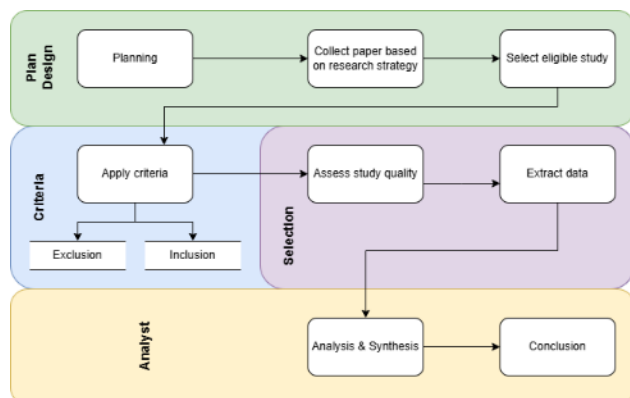 Plan
Design
Planning
Collect paper based
on research strategy
Select eligible study
Criteria
Apply criteria
Exclusion
Inclusion
Selection
Assess study quality
Extract data
Analyst
Analysis & Synthesis
Conclusion